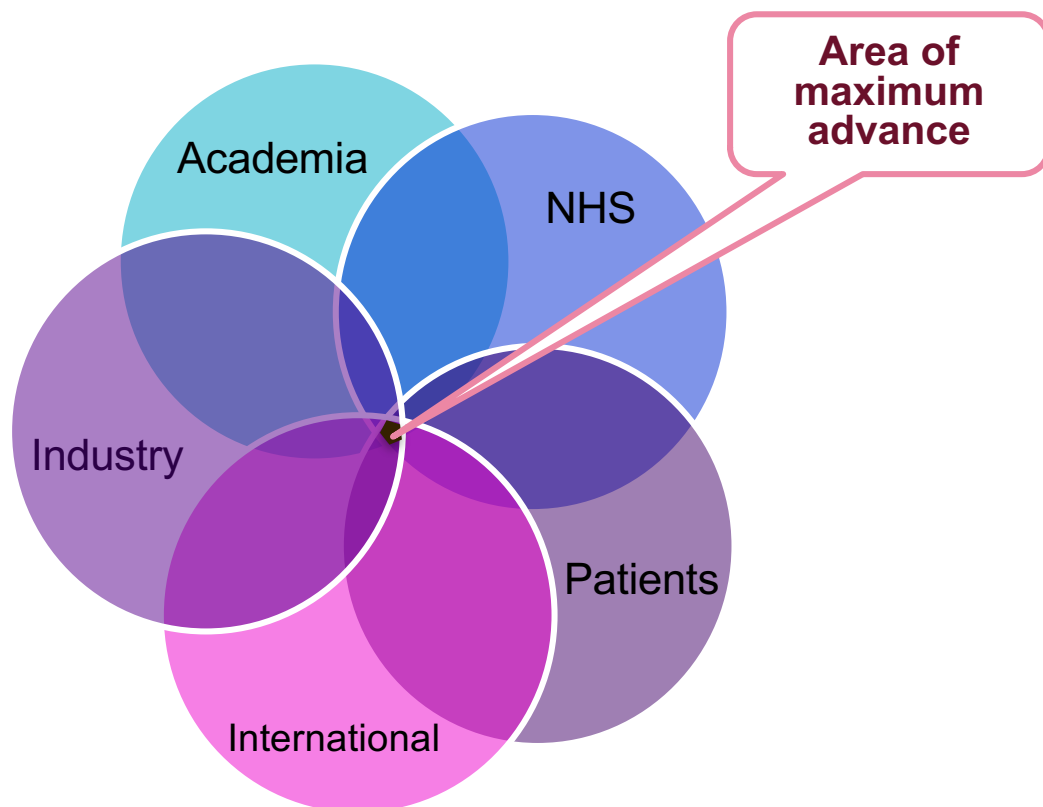 Area of
maximum
advance
Academia
NHS
Industry
Patients
International